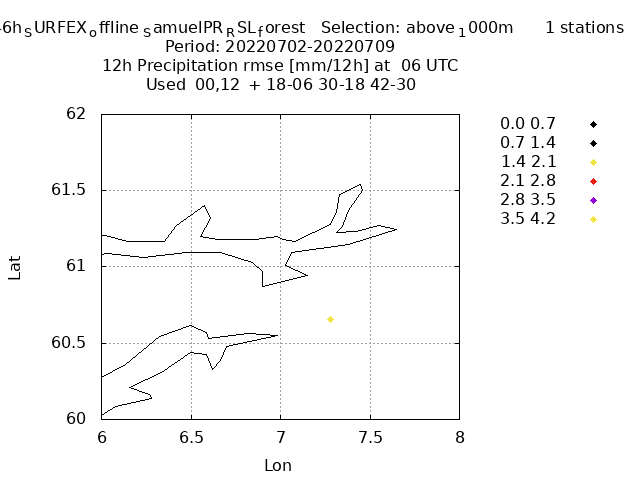 -6h SURFEX offline SamuelPR RSL forest Selection: above 1000m 1 stations
Period: 20220702-20220709
12h Precipitation rmse [mm/12h] at 06 UTC
Used 00,12 + 18-06 30-18 42-30
0.0 0.7
0.7 1.4
1.4 2.1
2.1 2.8
2.8 3.5
3.5 4.2
62
61.5
61
60.5
60
Lat
6 6.5 7 7.5 8
Lon